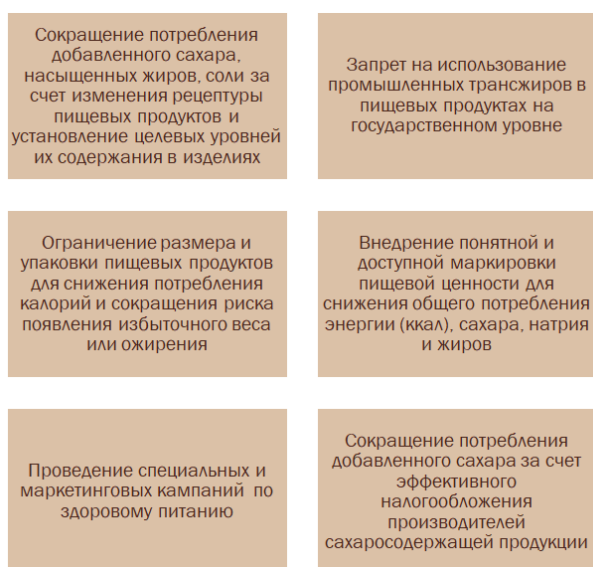 Сокращение потребления
добавленного сахара,
насыщенных жиров, соли за
счет изменения рецептуры
пищевых продуктов и
установление целевых уровней
их содержания в изделиях
Запрет на использование
промышленных трансжиров в
пищевых продуктах на
государственном уровне
Ограничение размера и
упаковки пищевых продуктов
для снижения потребления
калорий и сокращения риска
появления избыточного веса
или ожирения
Внедрение понятной и
доступной маркировки
пищевой ценности для
снижения общего потребления
энергии (ккал), сахара, натрия
и жиров
Проведение специальных и
маркетинговых кампаний по
здоровому питанию
Сокращение потребления
добавленного сахара за счет
эффективного
налогообложения
производителей
сахаросодержащей продукции